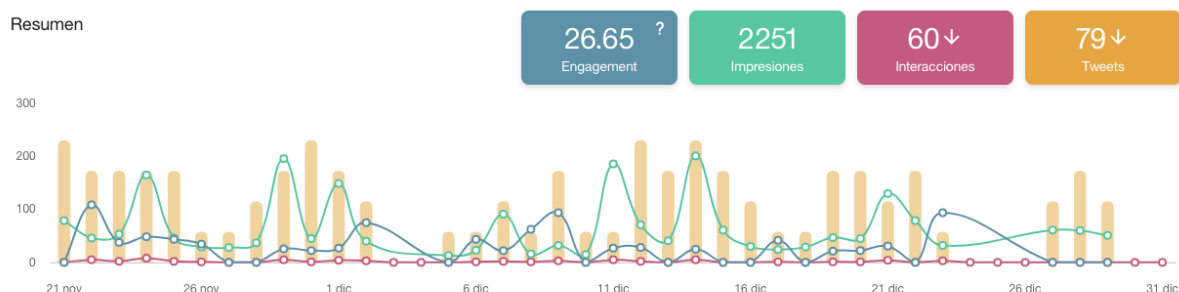 Resumen
26.65 ?
Engagement
2251
Impresiones
60↓
Interacciones
79↓
Tweets
300
200
100
0
21 nov 26 nov 1 dic 6 dic 11 dic 16 dic 21 dic 26 dic 31 dic